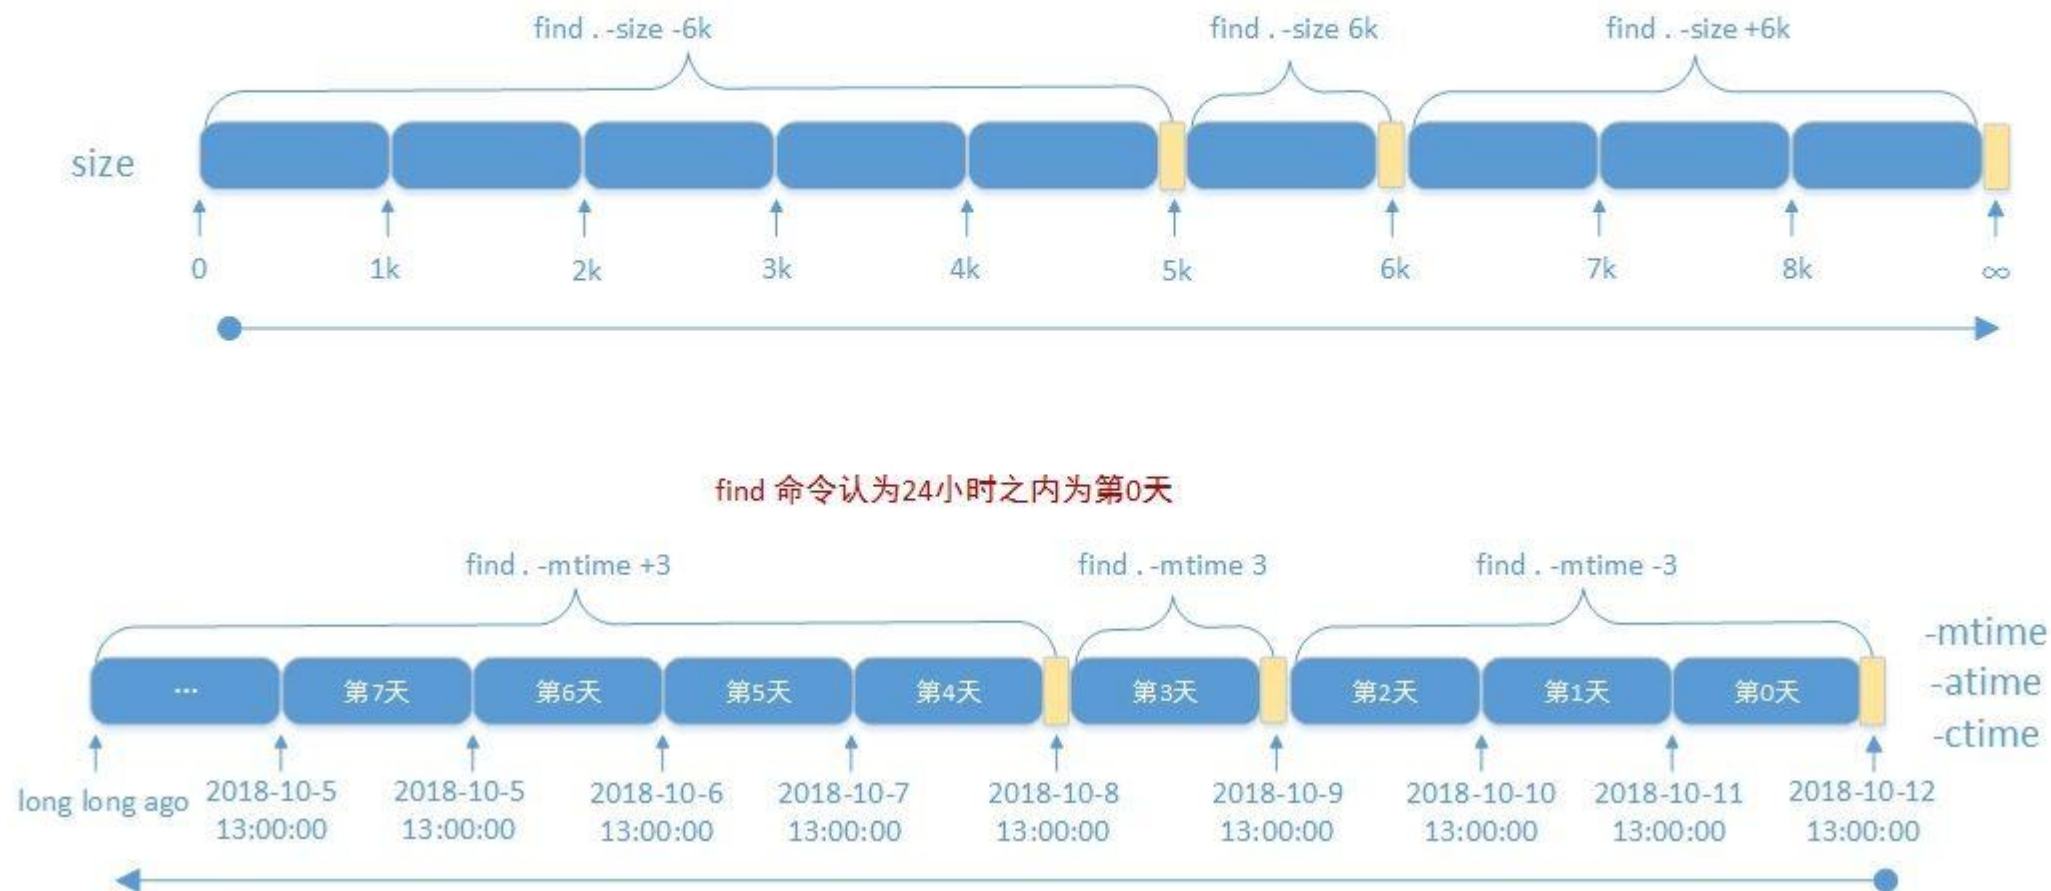 find . -size -6k
find . -size 6k
find . -size +6k
size
0
1k
2k
3k
4k
5k
6k
7k
8k
∞
find 命令认为24小时之内为第0天
find . -mtime +3
find . -mtime 3
find . -mtime -3
...
第7天
第6天
第5天
第4天
第3天
第2天
第1天
第0天
-mtime
-atime
-ctime
long long ago
2018-10-5
13:00:00
2018-10-5
13:00:00
2018-10-6
13:00:00
2018-10-7
13:00:00
2018-10-8
13:00:00
2018-10-9
13:00:00
2018-10-10
13:00:00
2018-10-11
13:00:00
2018-10-12
13:00:00